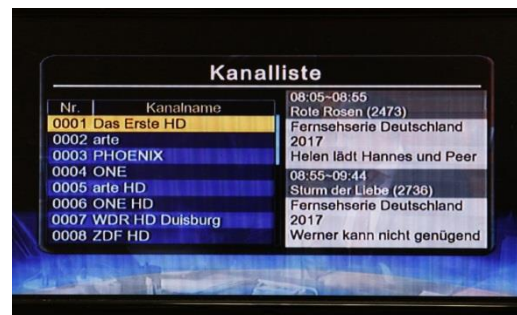 Kanalliste
Nr. Kanalname
0001 Das Erste HD
0002 arte
0003 PHOENIX
0004 ONE
0005 arte HD
0006 ONE HD
0007 WDR HD Duisburg
0008 ZDF HD
08:05~08:55
Rote Rosen (2473)
Fernsehserie Deutschland
2017
Helen lädt Hannes und Peer
08:55~09:44
Sturm der Liebe (2736)
Fernsehserie Deutschland
2017
Werner kann nicht genügend